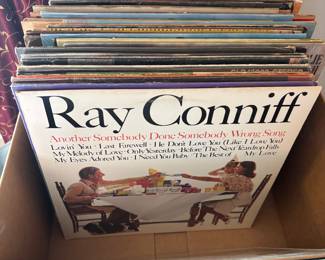 Ray Conniff
Another Somebody Done Somebody Wrong Song
Lovin' You · Last Farewell · He Don't Love You (Like I Love You)
My Melody of Love · Only Yesterday · Before The Next Teardrop Falls
My Eyes Adored You · I Need You Baby · The Best of My Love